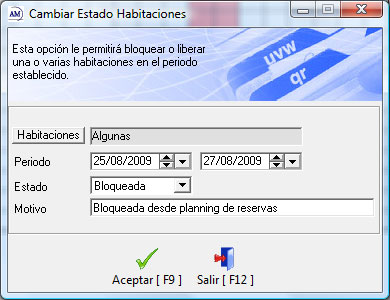 AM Cambiar Estado Habitaciones
Esta opción le permitirá bloquear o liberar
una o varias habitaciones en el periodo
establecido.
uvw
qr
Habitaciones Algunas
Periodo 25/08/2009 27/08/2009
Estado Bloqueada
Motivo Bloqueada desde planning de reservas
Aceptar [ F9 ] Salir [ F12 ]